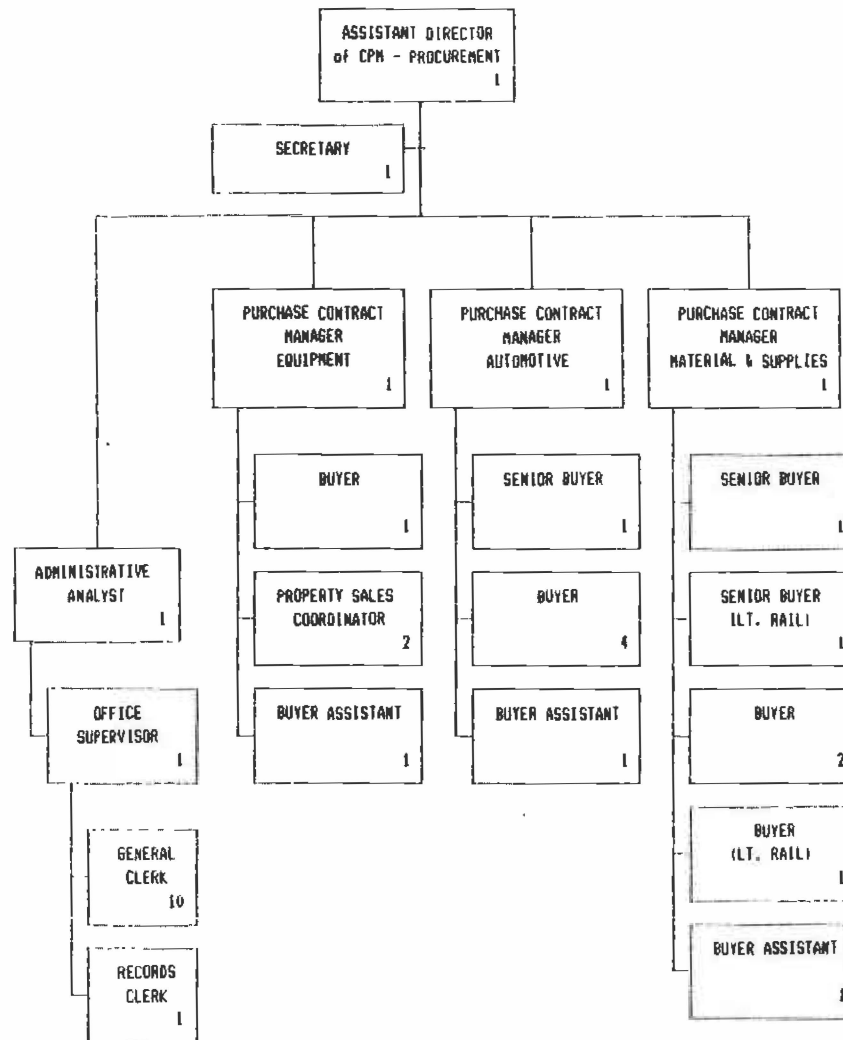 ASSISTANT DIRECTOR
of CPM - PROCUREMENT
1
SECRETARY
1
PURCHASE CONTRACT
MANAGER
EQUIPMENT
1
PURCHASE CONTRACT
MANAGER
AUTOMOTIVE
1
PURCHASE CONTRACT
MANAGER
MATERIAL & SUPPLIES
1
BUYER
1
SENIOR BUYER
1
SENIOR BUYER
1
ADMINISTRATIVE
ANALYST
1
PROPERTY SALES
COORDINATOR
2
BUYER
4
SENIOR BUYER
(LT. RAIL)
1
OFFICE
SUPERVISOR
1
BUYER ASSISTANT
1
BUYER ASSISTANT
1
BUYER
2
GENERAL
CLERK
10
BUYER
(LT. RAIL)
1
RECORDS
CLERK
1
BUYER ASSISTANT